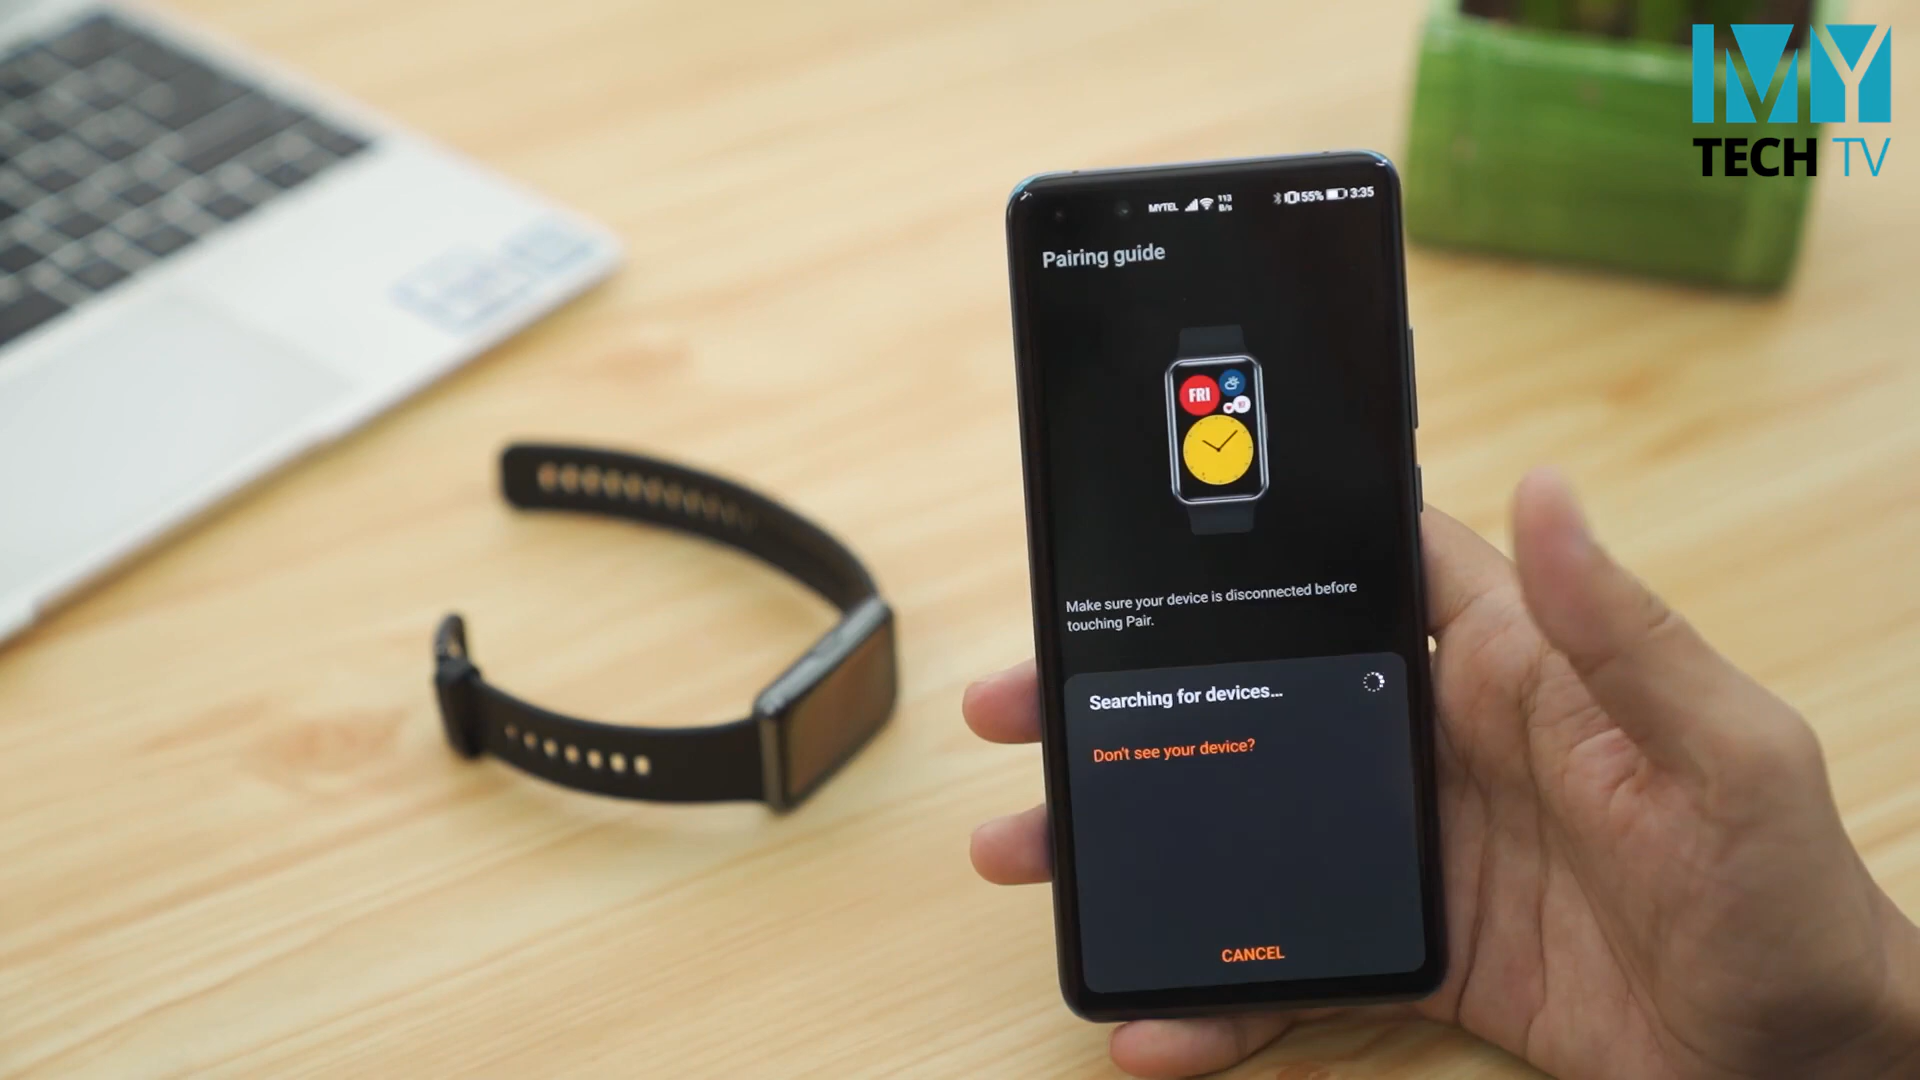 MY
TECH TV
MYTEL 113 B/s 55% 3:35
Pairing guide
FRI
Make sure your device is disconnected before
touching Pair.
Searching for devices...
Don't see your device?
CANCEL